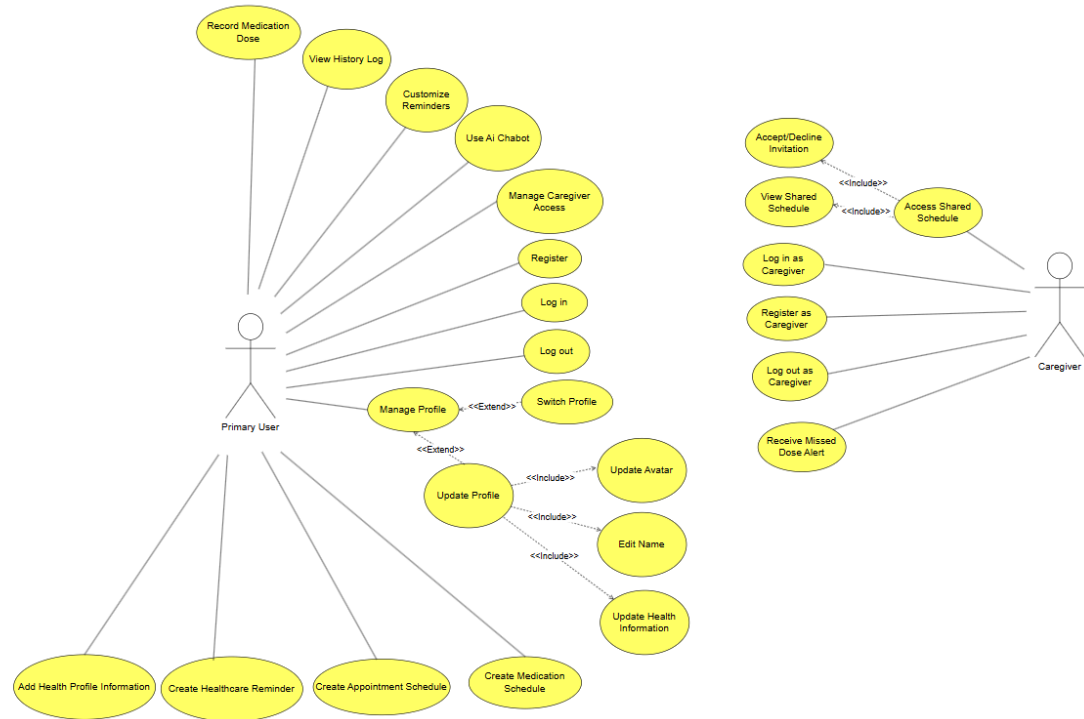 Record Medication
Dose
View History Log
Customize
Reminders
Use Ai Chabot
Manage Caregiver
Access
Register
Log in
Log out
Manage Profile
<<Extend>>
Switch Profile
Primary User
<<Extend>>
Update Profile
<<Include>>
Update Avatar
<<Include>>
Edit Name
<<Include>>
Update Health
Information
Add Health Profile Information
Create Healthcare Reminder
Create Appointment Schedule
Create Medication
Schedule
Accept/Decline
Invitation
<<Include>>
View Shared
Schedule
<<Include>>
Access Shared
Schedule
Log in as
Caregiver
Register as
Caregiver
Log out as
Caregiver
Receive Missed
Dose Alert
Caregiver